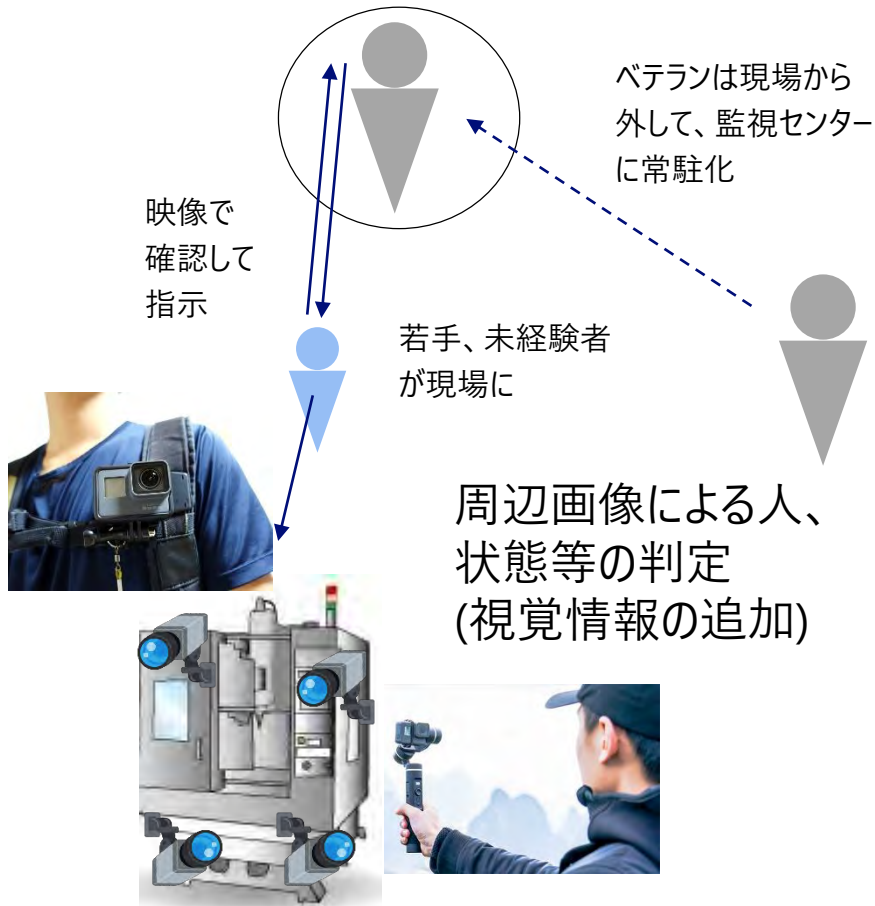 ベテランは現場から
外して、監視センター
に常駐化
映像で
確認して
指示
若手、未経験者
が現場に
周辺画像による人、
状態等の判定
(視覚情報の追加)